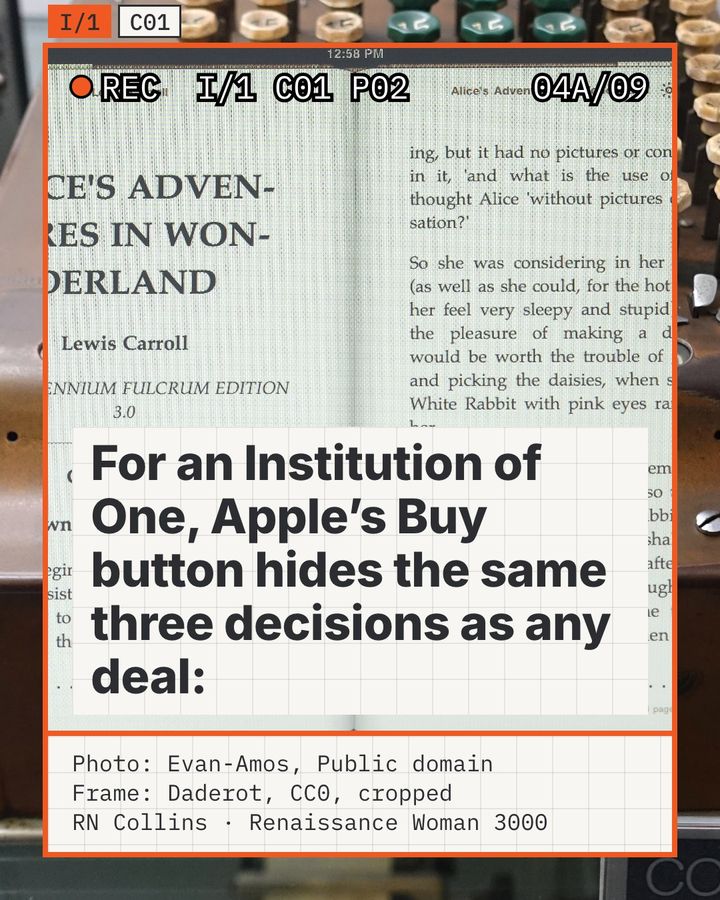 I/1 C01
12:58 PM
REC I/1 C01 P02 04A/09
Alice's Adven
CE'S ADVEN-
RES IN WON-
DERLAND
Lewis Carroll
ENNIUM FULCRUM EDITION
3.0
ing, but it had no pictures or con
in it, 'and what is the use o
thought Alice 'without pictures
sation?'
So she was considering in her
(as well as she could, for the hot
her feel very sleepy and stupid
the pleasure of making a d
would be worth the trouble of
and picking the daisies, when s
White Rabbit with pink eyes ra
For an Institution of
One, Apple’s Buy
button hides the same
three decisions as any
deal:
Photo: Evan-Amos, Public domain
Frame: Daderot, CC0, cropped
RN Collins · Renaissance Woman 3000
CO